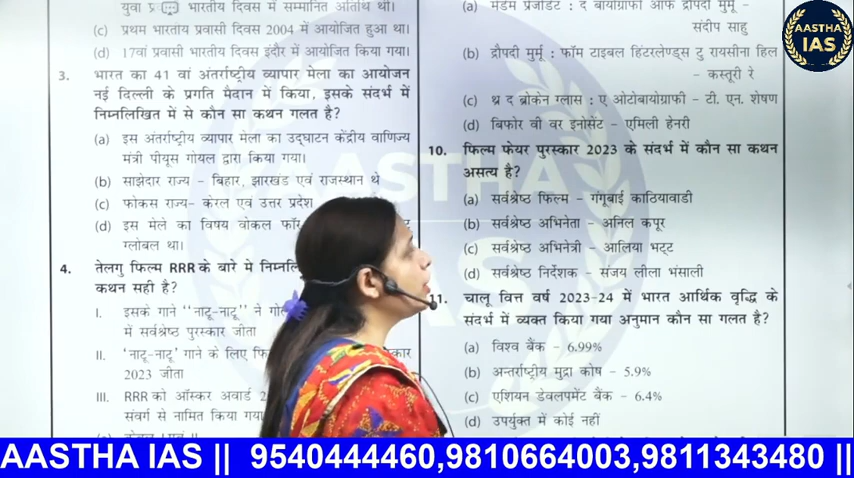 युवा प्र भारतीय दिवस में सम्मानित अतिथि थी।
(c) प्रथम भारतीय प्रवासी दिवस 2004 में आयोजित हुआ था।
(d) 17वां प्रवासी भारतीय दिवस इंदौर में आयोजित किया गया।
3. भारत का 41 वां अंतर्राष्ट्रीय व्यापार मेला का आयोजन
नई दिल्ली के प्रगति मैदान में किया, इसके संदर्भ में
निम्नलिखित में से कौन सा कथन गलत है?
(a) इस अंतर्राष्ट्रीय व्यापार मेला का उद्घाटन केंद्रीय वाणिज्य
मंत्री पीयूस गोयल द्वारा किया गया।
(b) साझेदार राज्य – बिहार, झारखंड एवं राजस्थान थे
(c) फोकस राज्य- केरल एवं उत्तर प्रदेश
(d) इस मेले का विषय वोकल फॉर
ग्लोबल था।
4. तेलगु फिल्म RRR के बारे मे
कथन सही है?
I. इसके गाने ''नाटू-नाटू'' ने
में सर्वश्रेष्ठ पुरस्कार जीता
II. 'नाटू-नाटू' गाने के लिए
2023 जीता
III. RRR को ऑस्कर अवार्ड
संवर्ग से नामित किया गया
(a) मैडम प्रेजीडेंट : द बायोग्राफी ऑफ द्रौपदी मुर्मू –
संदीप साहु
(b) द्रौपदी मुर्मू : फॉम टाइबल हिंटरलेण्ड्स टु रायसीना हिल
– कस्तूरी रे
(c) थ्र द ब्रोकेन ग्लास : ए ओटोबायोग्राफी – टी. एन. शेषण
(d) बिफोर वी वर इनोसेंट – एमिली हेनरी
10. फिल्म फेयर पुरस्कार 2023 के संदर्भ में कौन सा कथन
असत्य है?
(a) सर्वश्रेष्ठ फिल्म – गंगूबाई काठियावाडी
(b) सर्वश्रेष्ठ अभिनेता – अनिल कपूर
(c) सर्वश्रेष्ठ अभिनेत्री – आलिया भट्ट
(d) सर्वश्रेष्ठ निर्देशक – संजय लीला भंसाली
11. चालू वित्त वर्ष 2023-24 में भारत आर्थिक वृद्धि के
संदर्भ में व्यक्त किया गया अनुमान कौन सा गलत है?
(a) विश्व बैंक – 6.99%
(b) अन्तर्राष्ट्रीय मुद्रा कोष – 5.9%
(c) एशियन डेवलपमेंट बैंक – 6.4%
(d) उपर्युक्त में कोई नहीं
AASTHA
IAS
AASTHA
IAS
AASTHA IAS || 9540444460,9810664003,9811343480 ||